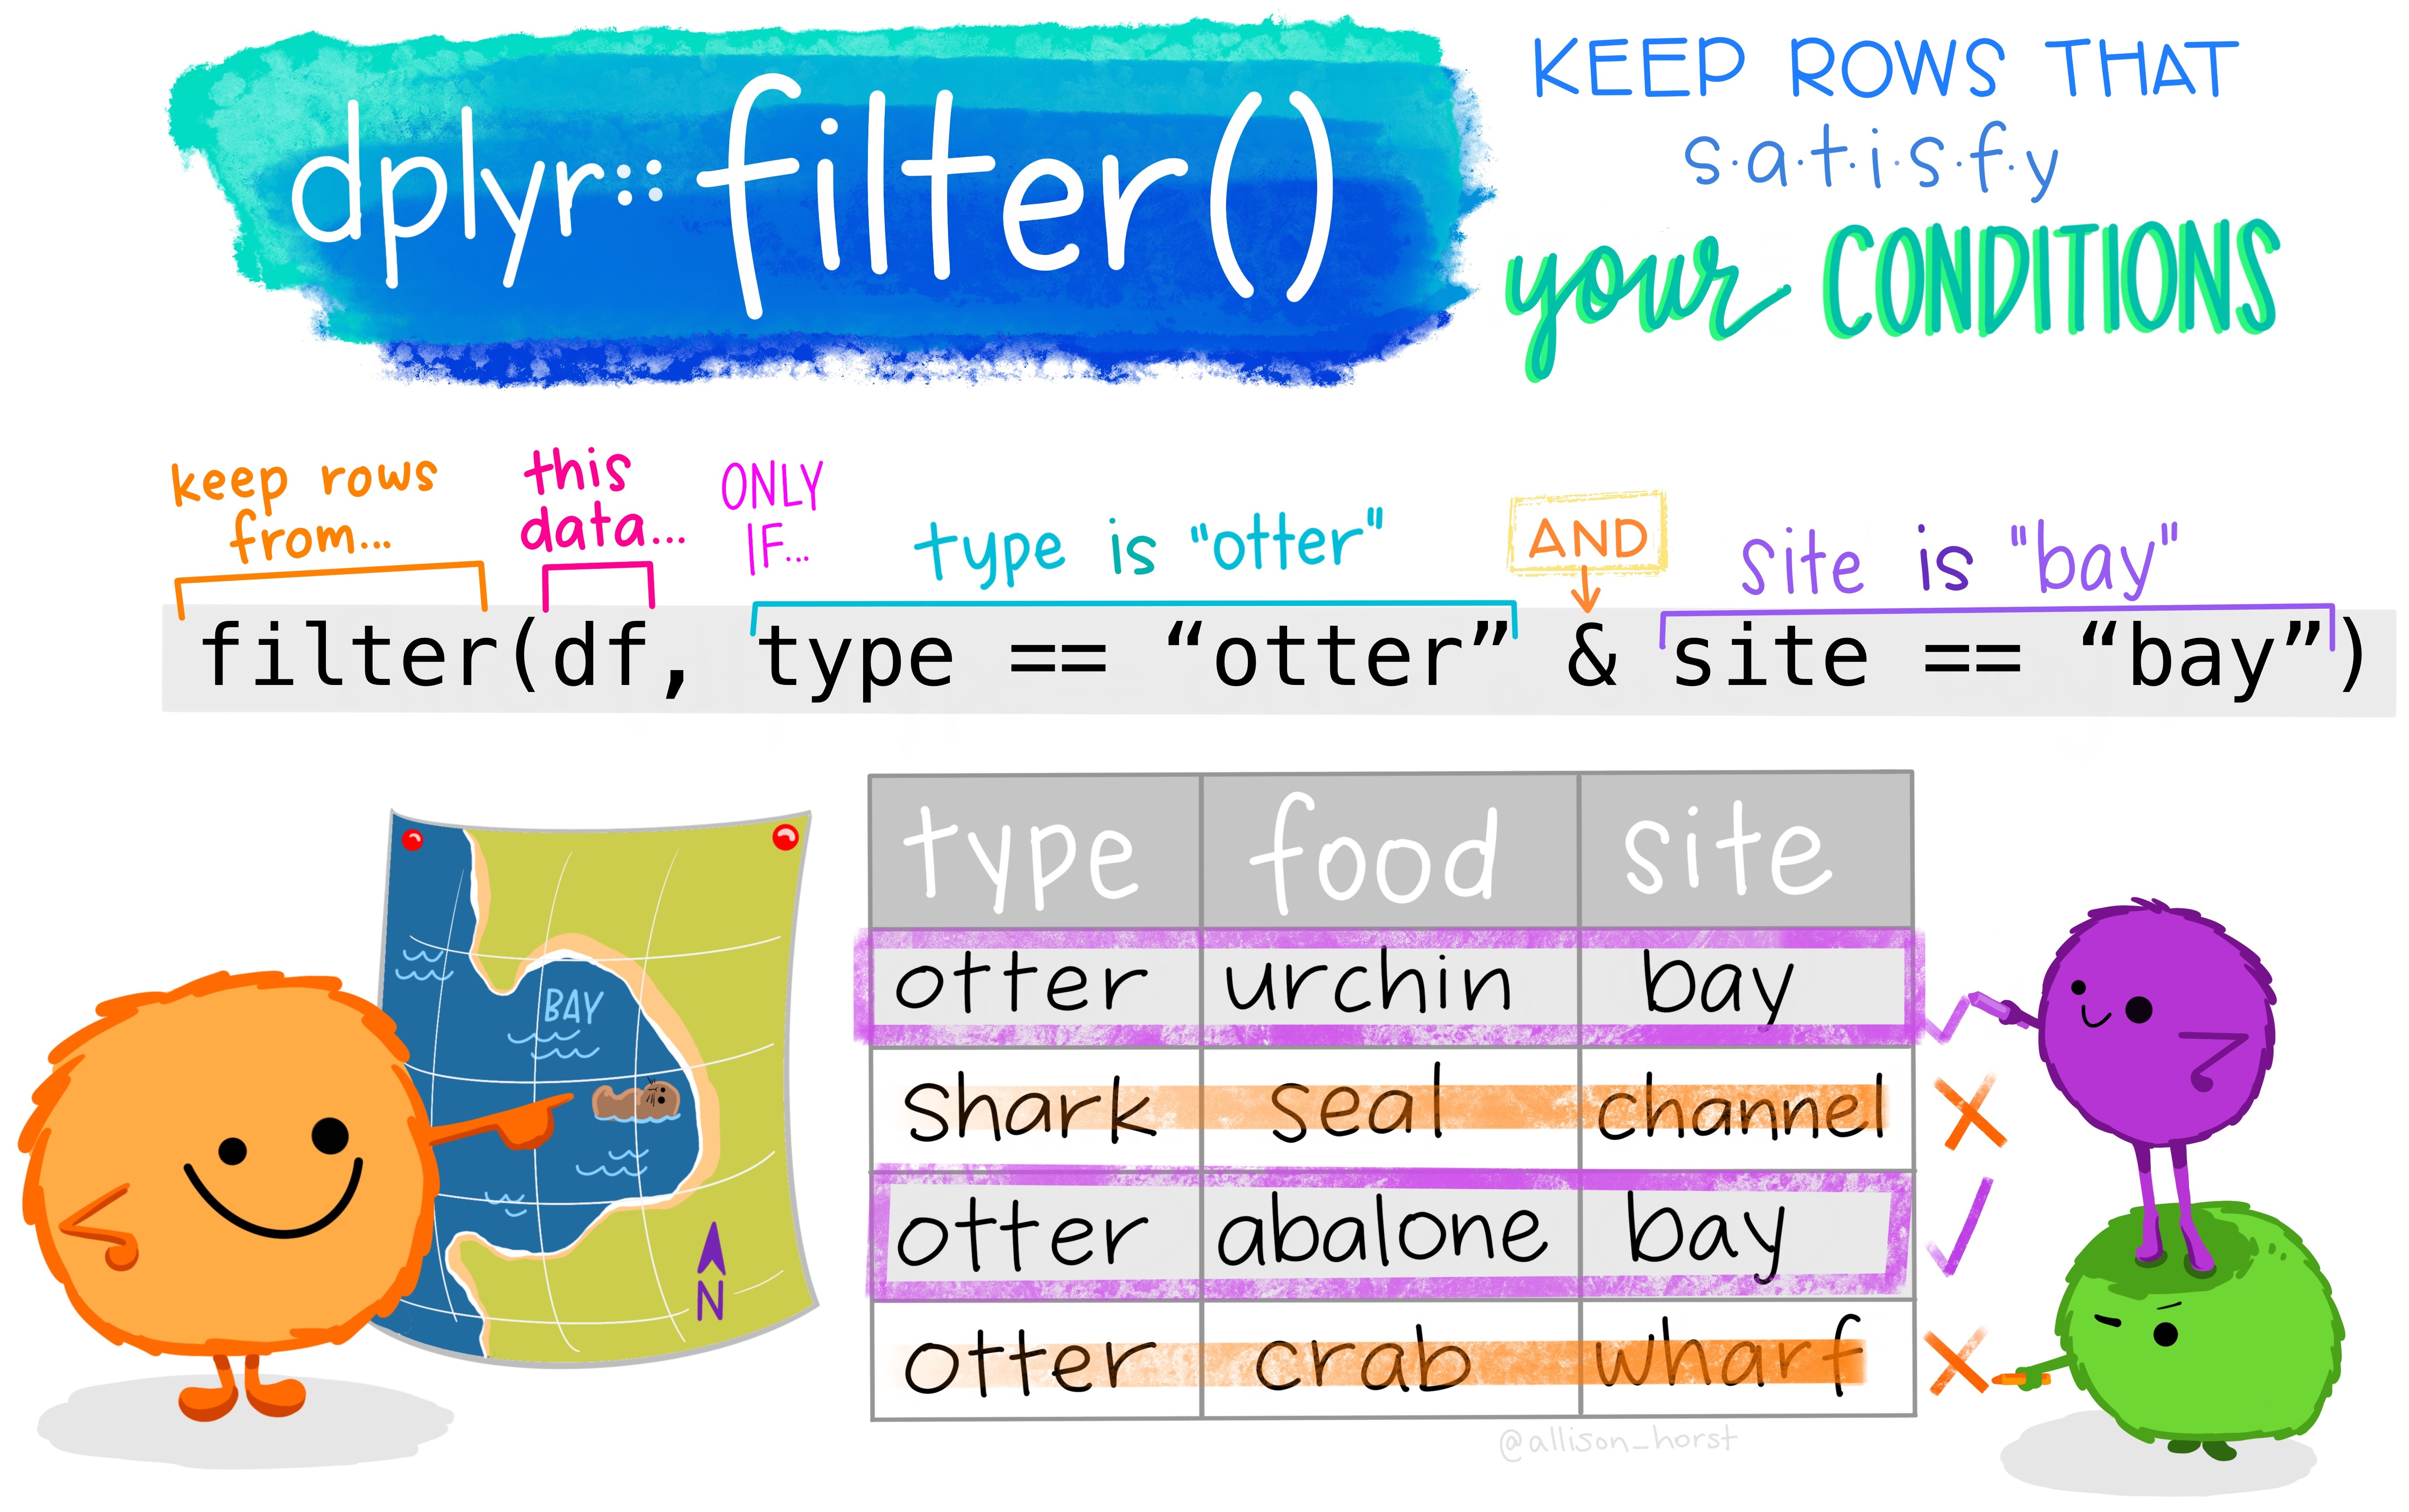 dplyr::filter()
KEEP ROWS THAT
s·a·t·i·s·f·y
your CONDITIONS
keep rows from...
this data...
ONLY IF...
type is "otter"
AND
site is "bay"
filter(df, type == “otter” & site == “bay”)
BAY
N
type food site
otter urchin bay
shark seal channel
otter abalone bay
otter crab wharf
@allison_horst